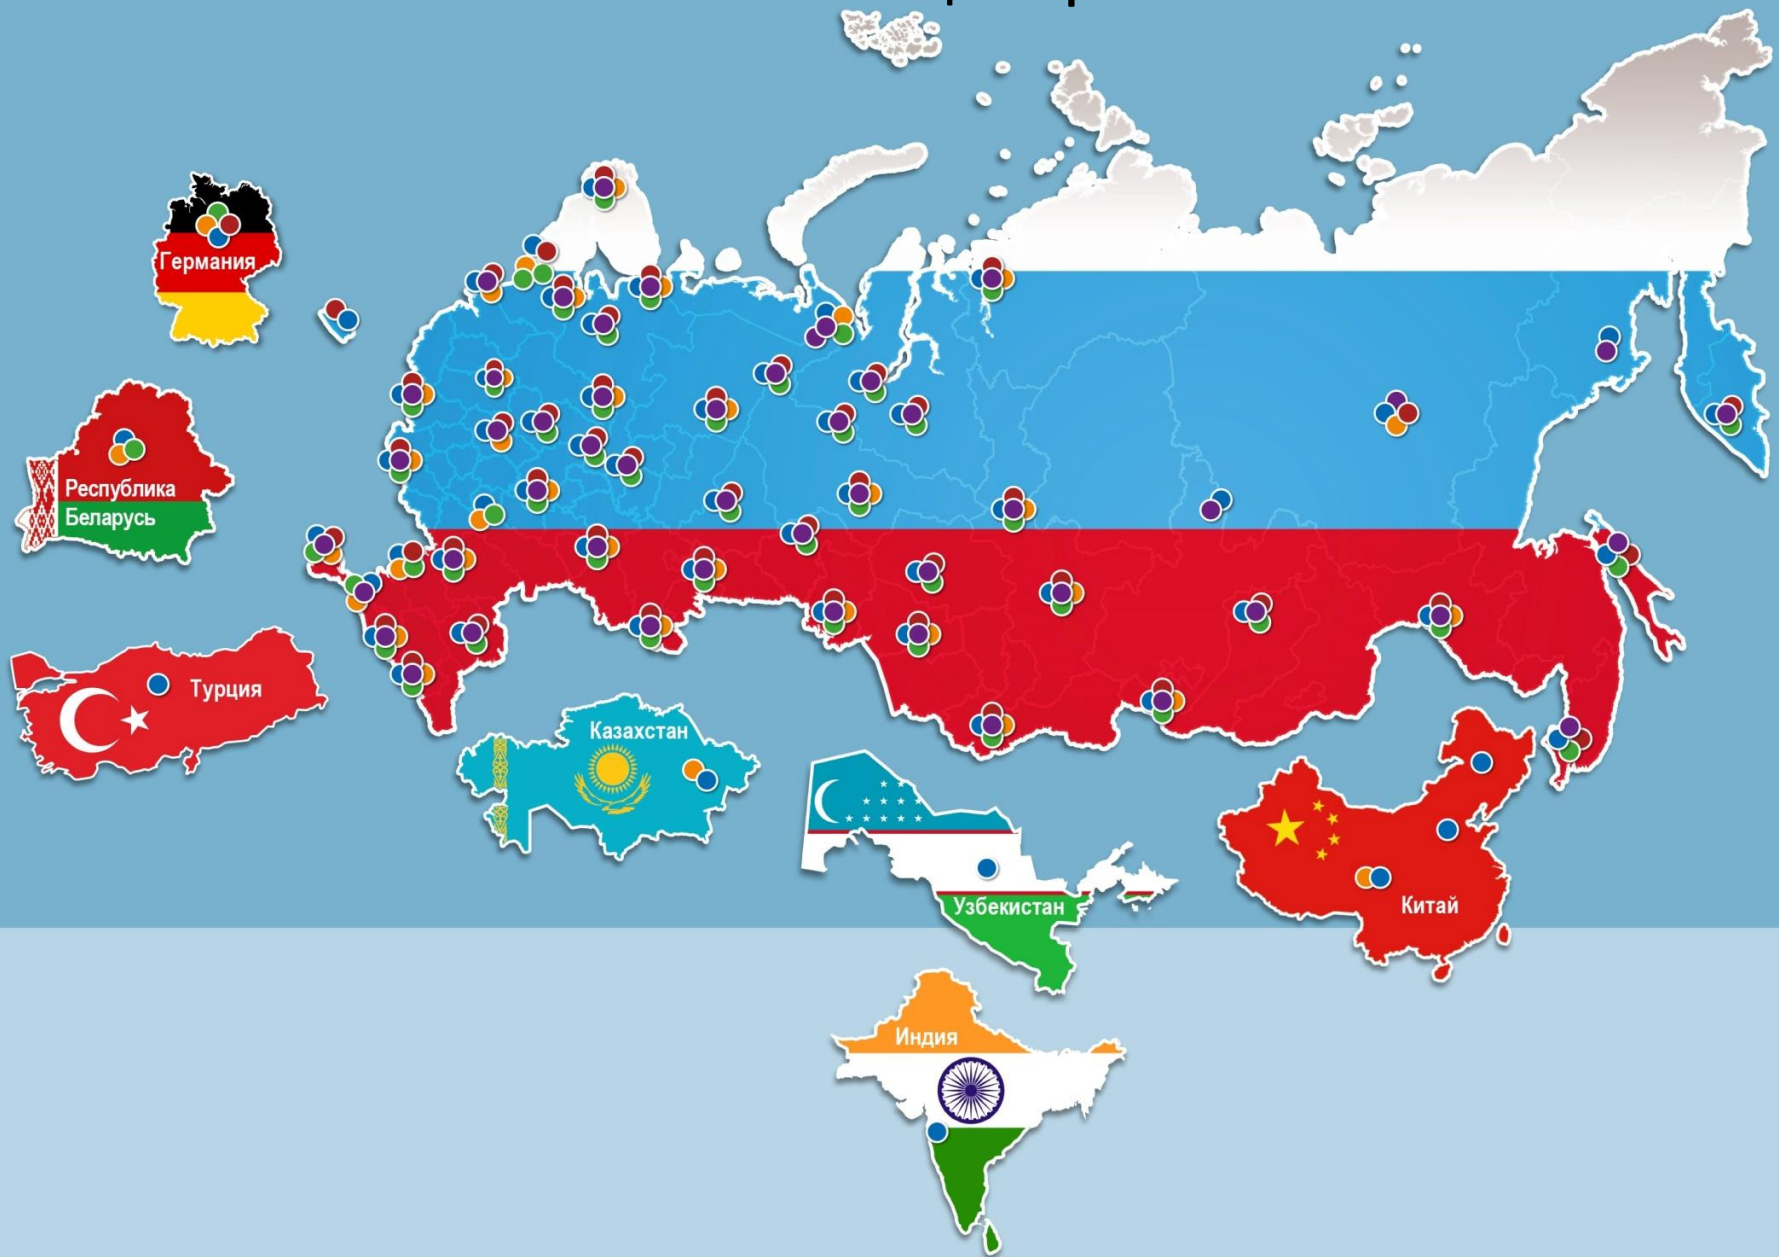 Германия
Республика
Беларусь
Турция
Казахстан
Узбекистан
Китай
Индия